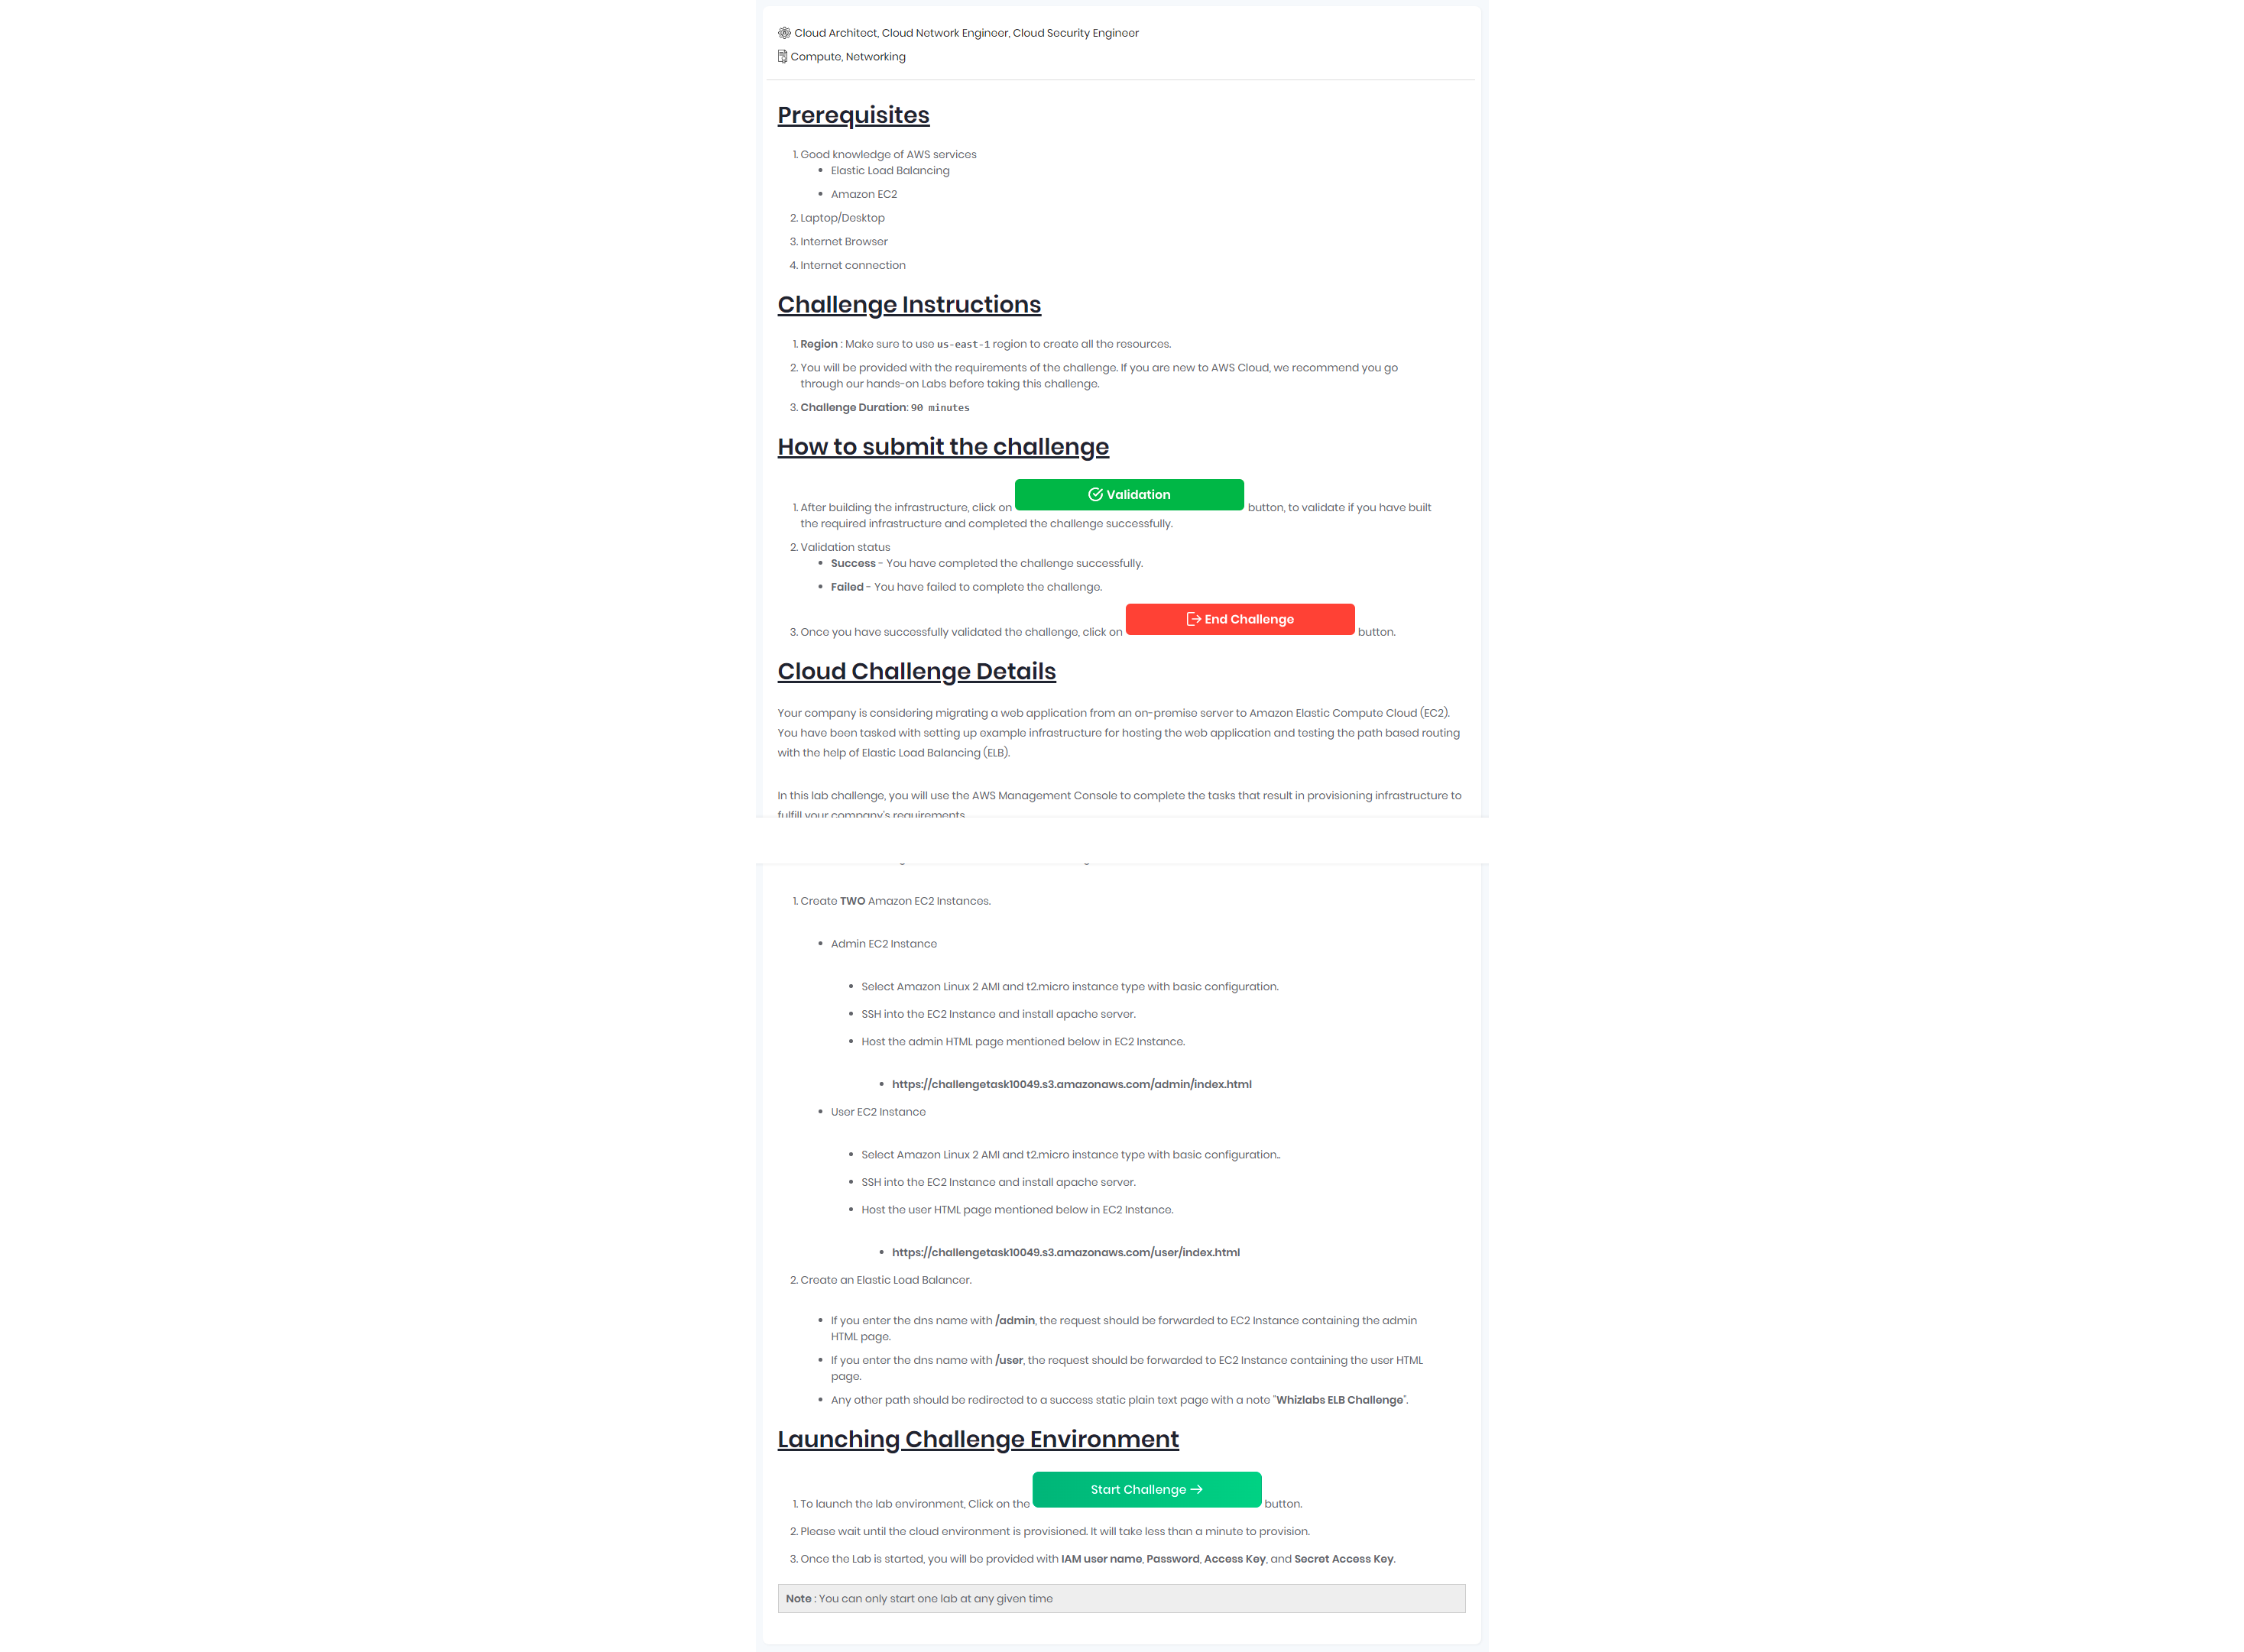 Cloud Architect, Cloud Network Engineer, Cloud Security Engineer
Compute, Networking
Prerequisites
1. Good knowledge of AWS services
• Elastic Load Balancing
• Amazon EC2
2. Laptop/Desktop
3. Internet Browser
4. Internet connection
Challenge Instructions
1. Region : Make sure to use us-east-1 region to create all the resources.
2. You will be provided with the requirements of the challenge. If you are new to AWS Cloud, we recommend you go
through our hands-on Labs before taking this challenge.
3. Challenge Duration: 90 minutes
How to submit the challenge
1. After building the infrastructure, click on Validation button, to validate if you have built
the required infrastructure and completed the challenge successfully.
2. Validation status
• Success - You have completed the challenge successfully.
• Failed - You have failed to complete the challenge.
3. Once you have successfully validated the challenge, click on End Challenge button.
Cloud Challenge Details
Your company is considering migrating a web application from an on-premise server to Amazon Elastic Compute Cloud (EC2).
You have been tasked with setting up example infrastructure for hosting the web application and testing the path based routing
with the help of Elastic Load Balancing (ELB).
In this lab challenge, you will use the AWS Management Console to complete the tasks that result in provisioning infrastructure to
fulfill your company's requirements
1. Create TWO Amazon EC2 Instances.
• Admin EC2 Instance
• Select Amazon Linux 2 AMI and t2.micro instance type with basic configuration.
• SSH into the EC2 Instance and install apache server.
• Host the admin HTML page mentioned below in EC2 Instance.
• https://challengetask10049.s3.amazonaws.com/admin/index.html
• User EC2 Instance
• Select Amazon Linux 2 AMI and t2.micro instance type with basic configuration..
• SSH into the EC2 Instance and install apache server.
• Host the user HTML page mentioned below in EC2 Instance.
• https://challengetask10049.s3.amazonaws.com/user/index.html
2. Create an Elastic Load Balancer.
• If you enter the dns name with /admin, the request should be forwarded to EC2 Instance containing the admin
HTML page.
• If you enter the dns name with /user, the request should be forwarded to EC2 Instance containing the user HTML
page.
• Any other path should be redirected to a success static plain text page with a note "Whizlabs ELB Challenge".
Launching Challenge Environment
1. To launch the lab environment, Click on the Start Challenge → button.
2. Please wait until the cloud environment is provisioned. It will take less than a minute to provision.
3. Once the Lab is started, you will be provided with IAM user name, Password, Access Key, and Secret Access Key.
Note : You can only start one lab at any given time